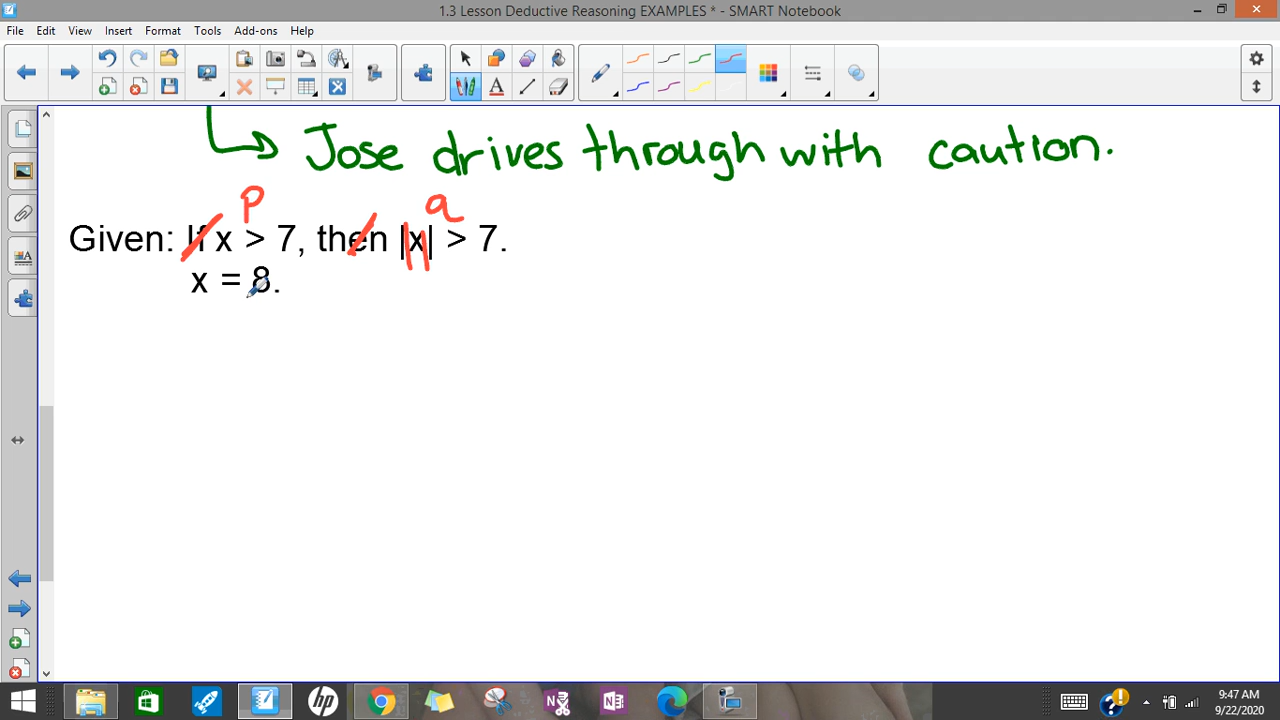 1.3 Lesson Deductive Reasoning EXAMPLES * - SMART Notebook
File Edit View Insert Format Tools Add-ons Help
Jose drives through with caution.
p q
Given: If x > 7, then |x| > 7.
x = 8.
9:47 AM
9/22/2020